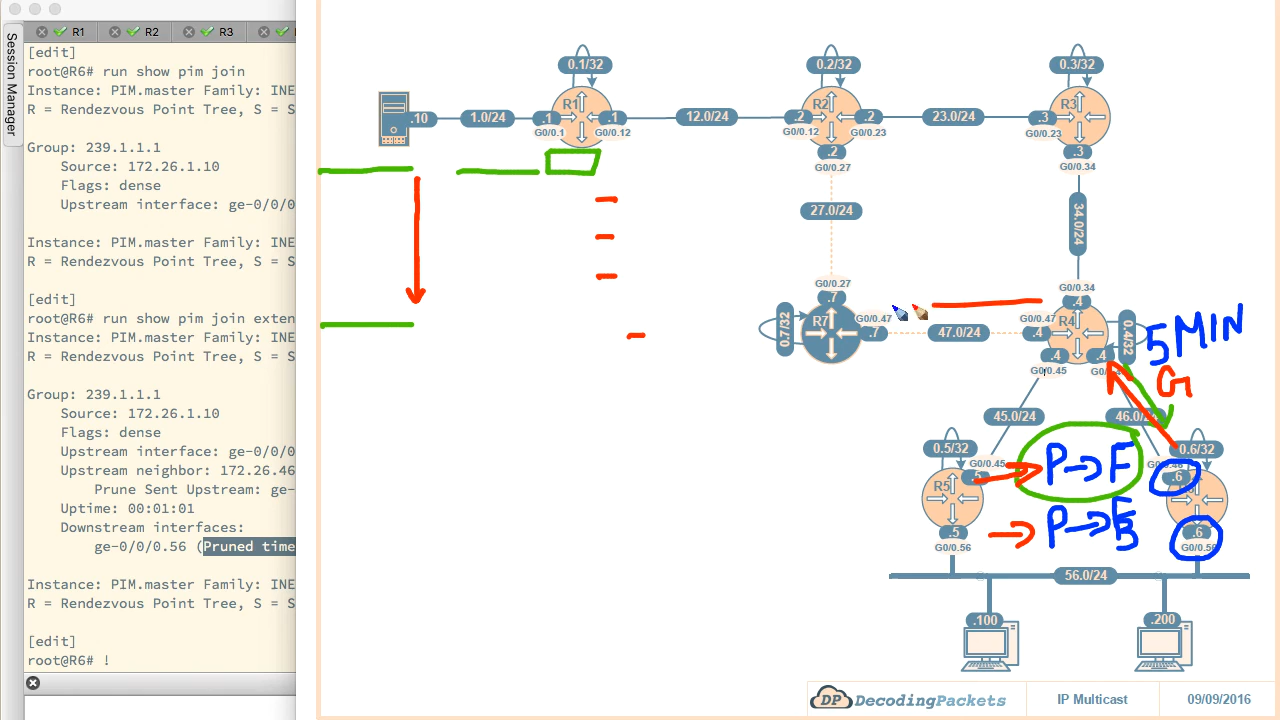 Session Manager
R1
R2
R3
[edit]
root@R6# run show pim join
Instance: PIM.master Family: INE
R = Rendezvous Point Tree, S = S
Group: 239.1.1.1
Source: 172.26.1.10
Flags: dense
Upstream interface: ge-0/0/0
Instance: PIM.master Family: INE
R = Rendezvous Point Tree, S = S
[edit]
root@R6# run show pim join exten
Instance: PIM.master Family: INE
R = Rendezvous Point Tree, S = S
Group: 239.1.1.1
Source: 172.26.1.10
Flags: dense
Upstream interface: ge-0/0/0
Upstream neighbor: 172.26.46
Prune Sent Upstream: ge-
Uptime: 00:01:01
Downstream interfaces:
ge-0/0/0.56 (Pruned time
Instance: PIM.master Family: INE
R = Rendezvous Point Tree, S = S
[edit]
root@R6# !
0.1/32
0.2/32
0.3/32
R1
R2
R3
.10
1.0/24
.1
.1
12.0/24
.2
.2
23.0/24
.3
G0/0.1
G0/0.12
G0/0.12
G0/0.23
G0/0.23
.2
.3
G0/0.27
G0/0.34
27.0/24
34.0/24
G0/0.27
G0/0.34
.7
.4
0.7/32
R7
G0/0.47
.7
47.0/24
G0/0.47
.4
R4
0.4/32
5 MIN
.4
.4
G0/0.45
G
45.0/24
46.0/24
0.5/32
0.6/32
G0/0.45
P→F
R5
.5
.6
P→F
.5
.6
G0/0.56
56.0/24
.100
.200
DP DecodingPackets
IP Multicast
09/09/2016